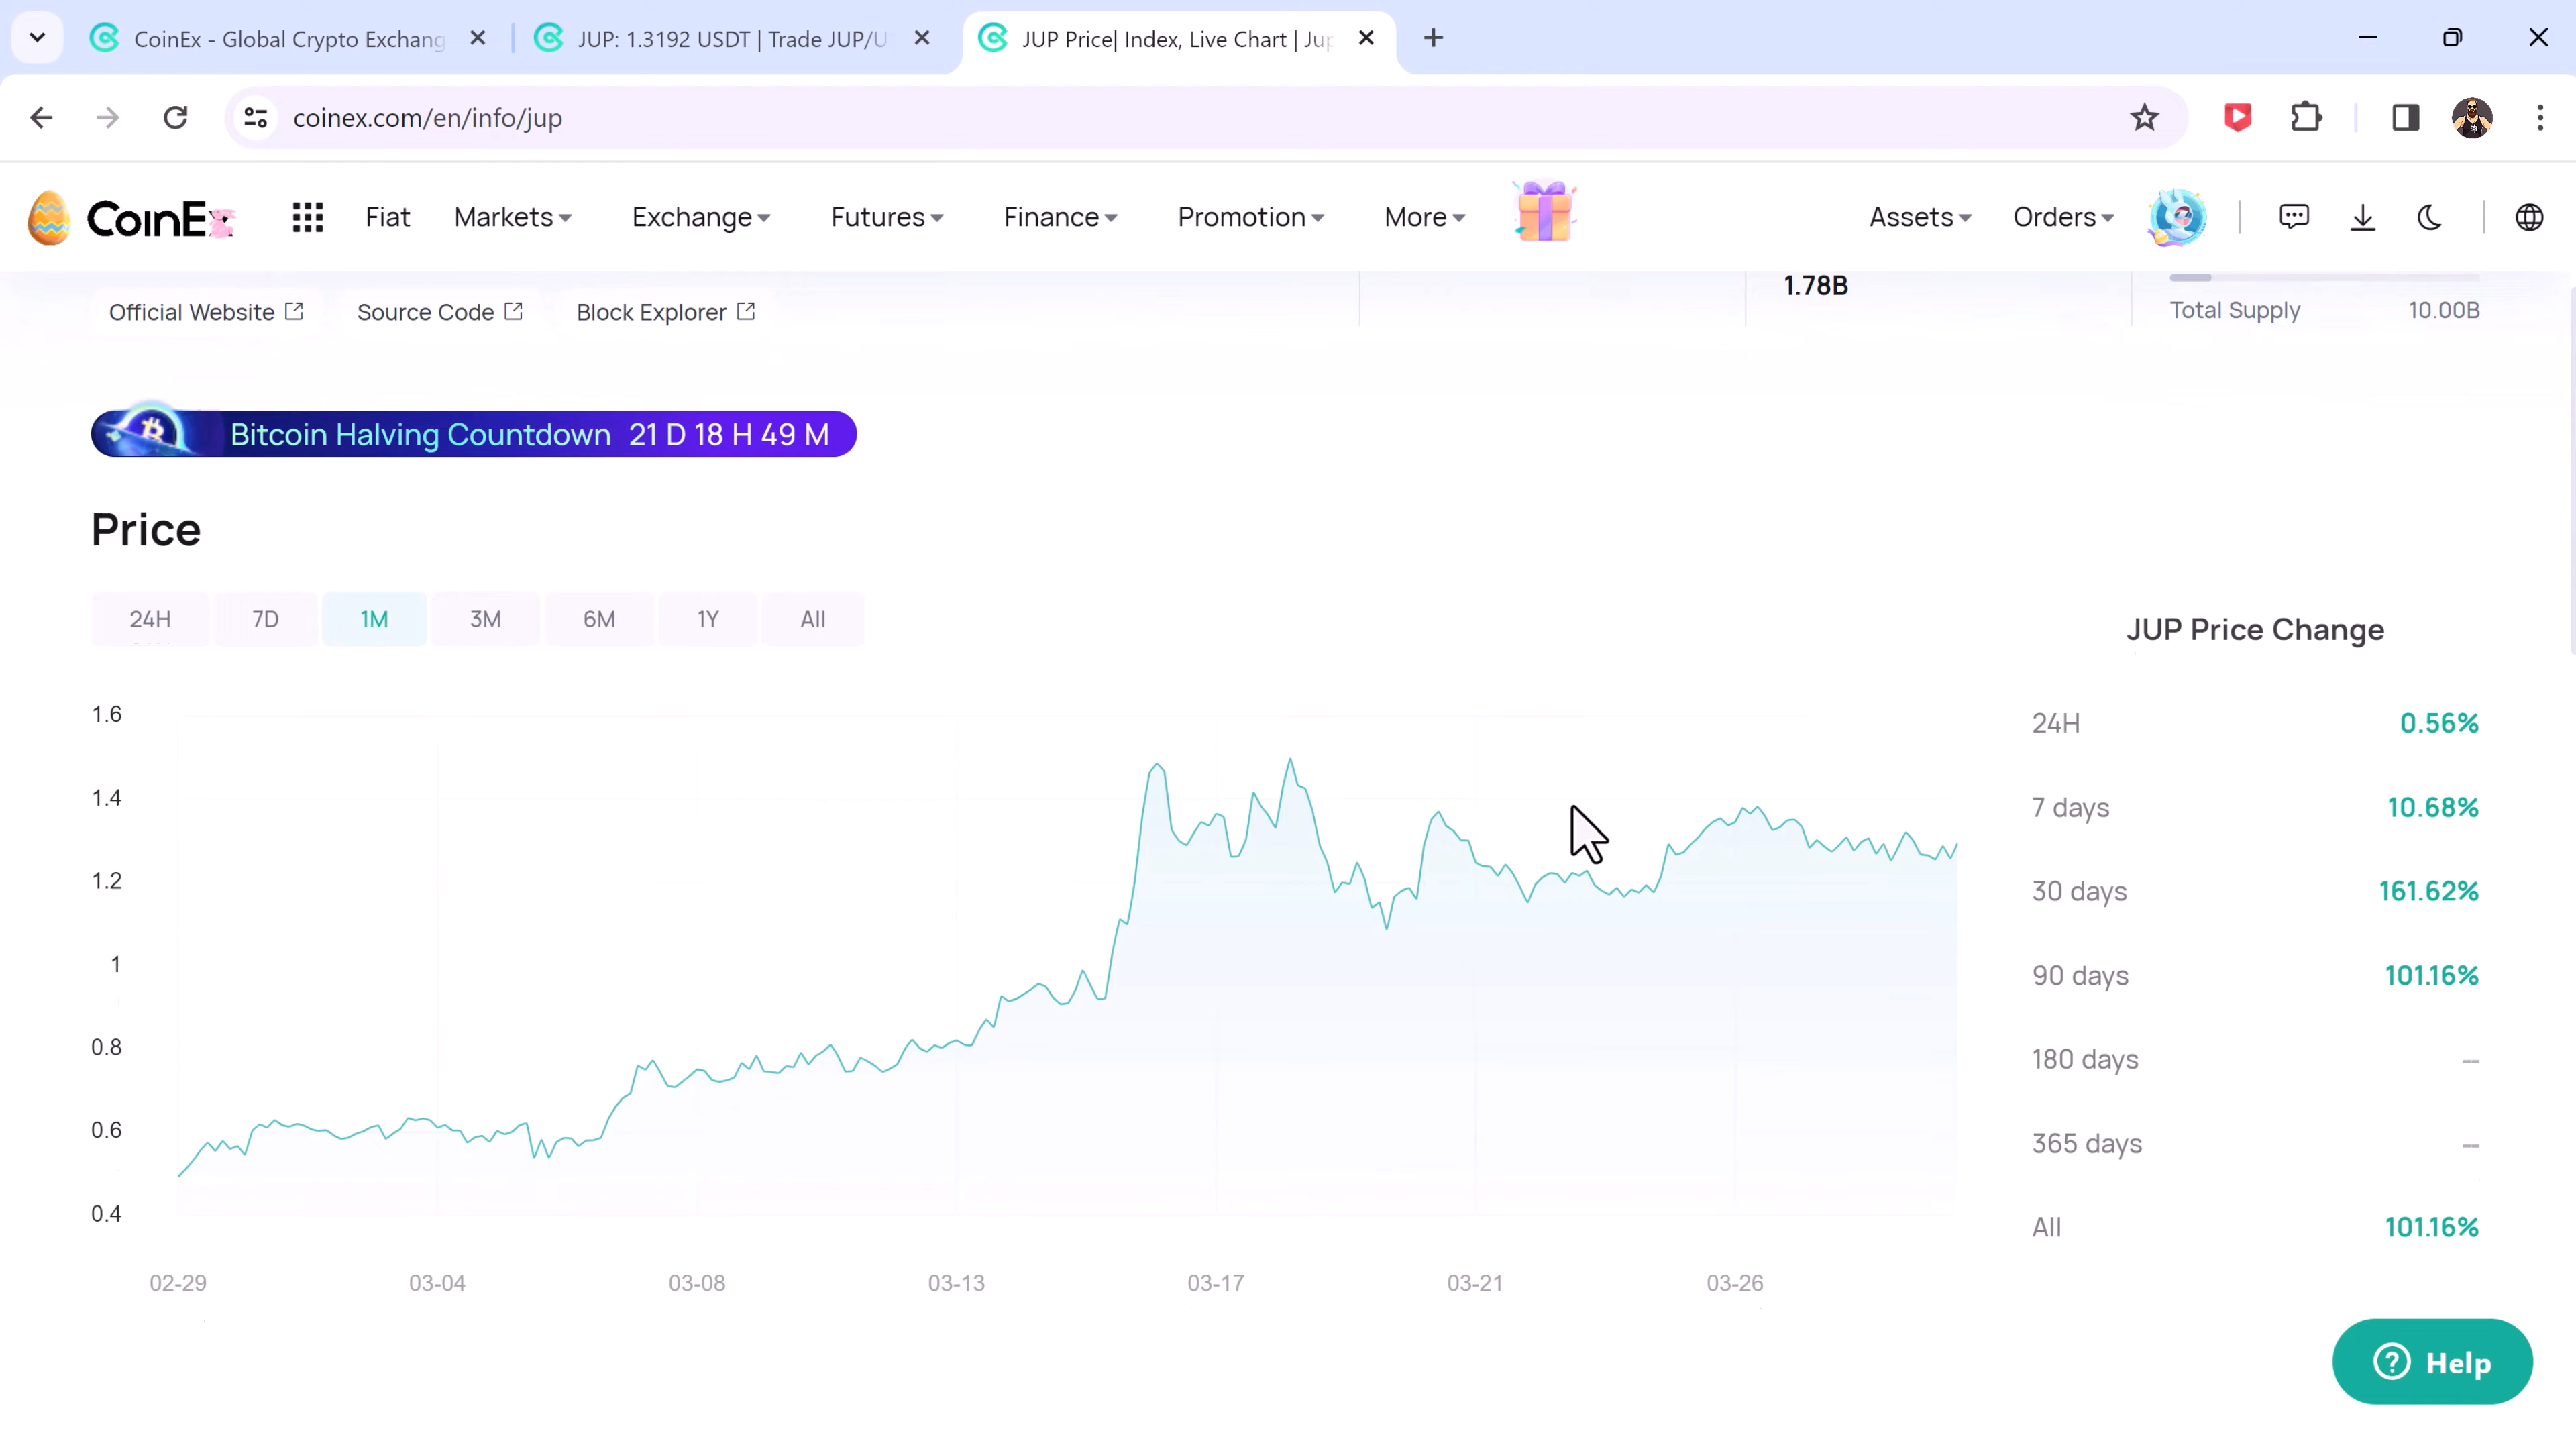 CoinEx - Global Crypto Exchang
JUP: 1.3192 USDT | Trade JUP/U
JUP Price| Index, Live Chart | Jup
coinex.com/en/info/jup
CoinEx
Fiat
Markets
Exchange
Futures
Finance
Promotion
More
Assets
Orders
1.78B
Official Website
Source Code
Block Explorer
Total Supply 10.00B
Bitcoin Halving Countdown 21 D 18 H 49 M
Price
24H 7D 1M 3M 6M 1Y All
JUP Price Change
24H 0.56%
7 days 10.68%
30 days 161.62%
90 days 101.16%
180 days --
365 days --
All 101.16%
1.6
1.4
1.2
1
0.8
0.6
0.4
02-29 03-04 03-08 03-13 03-17 03-21 03-26
Help